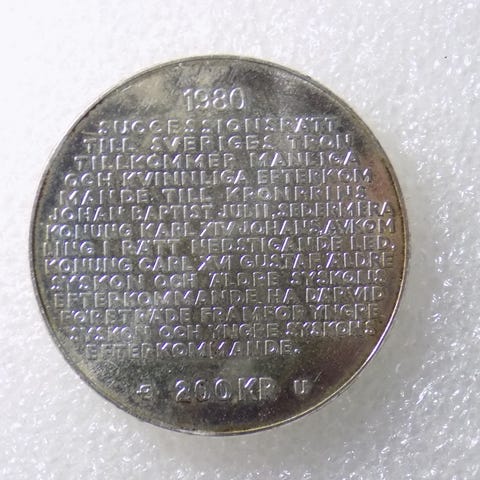 1980
SUCCESSIONSRÄTT
TILL SVERIGES TRON
TILLKOMMER MANLIGA
OCH KVINNLIGA EFTERKOM
MANDE TILL KRONPRINS
JOHAN BAPTIST JULII, SEDERMERA
KONUNG KARL XIV JOHANS, AVKOM
LING I RÄTT NEDSTIGANDE LED,
KONUNG CARL XVI GUSTAF. ÄLDRE
SYSKON OCH ÄLDRE SYSKONS
EFTERKOMMANDE HA DÄRVID
FÖRETRÄDE FRAMFÖR YNGRE
SYSKON OCH YNGRE SYSKONS
EFTERKOMMANDE.
200 KR U